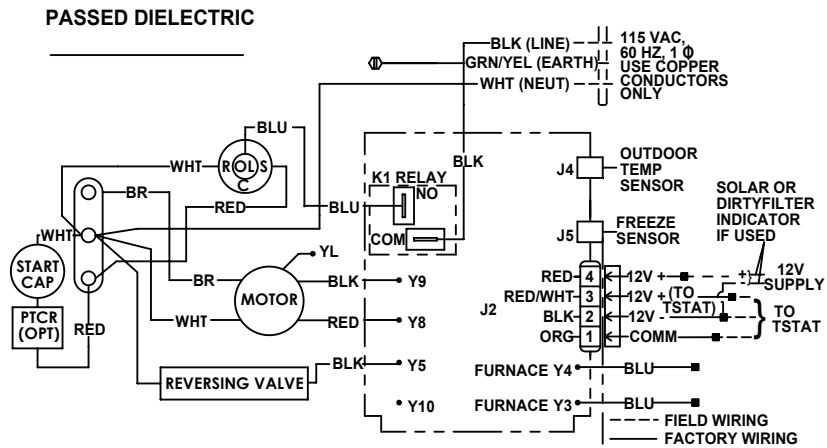 PASSED DIELECTRIC
BLK (LINE)
GRN/YEL (EARTH)
WHT (NEUT)
115 VAC,
60 HZ, 1 Φ
USE COPPER
CONDUCTORS
ONLY
BLU
WHT
R OL S
C
BR
RED
BLU
BLK
K1 RELAY
NO
COM
J4
OUTDOOR
TEMP
SENSOR
J5
FREEZE
SENSOR
SOLAR OR
DIRTYFILTER
INDICATOR
IF USED
WHT
START
CAP
PTCR
(OPT)
RED
BR
WHT
MOTOR
YL
BLK
Y9
RED
Y8
BLK
Y5
REVERSING VALVE
Y10
J2
RED 4 12V + +
RED/WHT 3 12V + (TO
TSTAT)
BLK 2 12V -
ORG 1 COMM
12V
SUPPLY
TO
TSTAT
FURNACE Y4 BLU
FURNACE Y3 BLU
FIELD WIRING
FACTORY WIRING